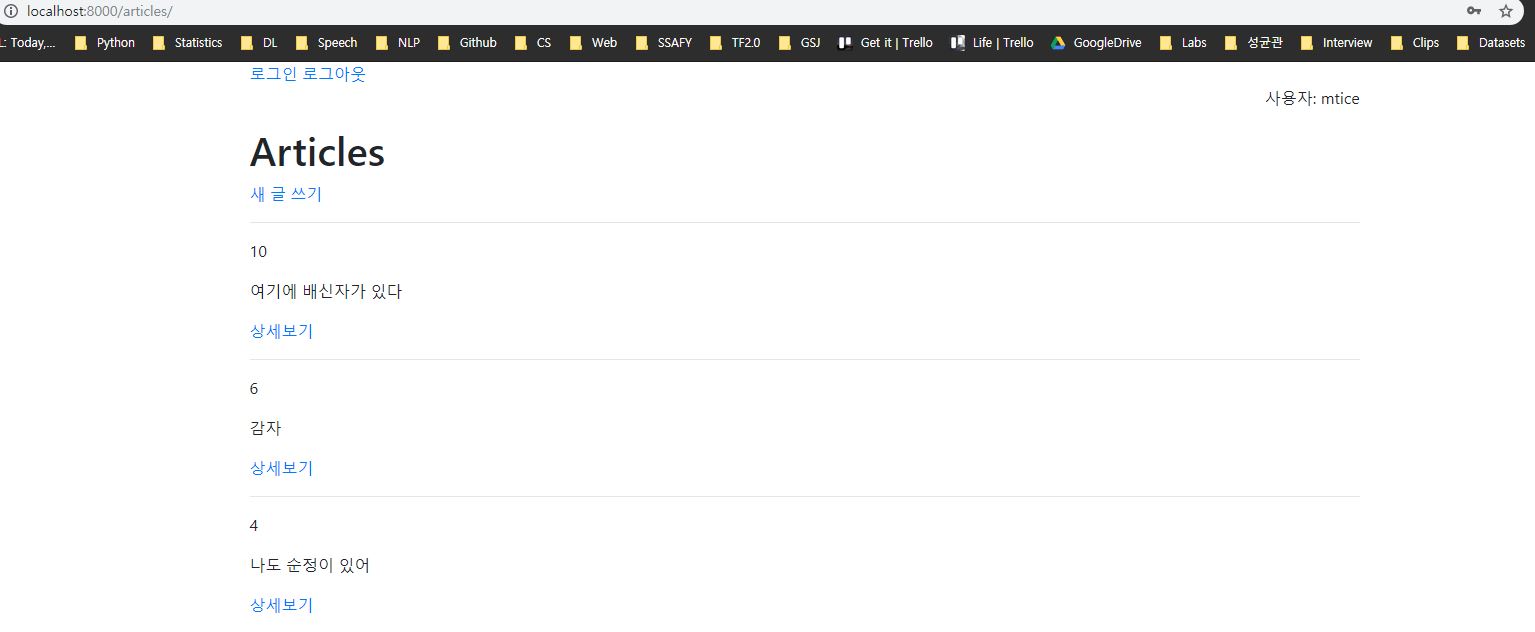 localhost:8000/articles/
L: Today,... Python Statistics DL Speech NLP Github CS Web SSAFY TF2.0 GSJ Get it | Trello Life | Trello GoogleDrive Labs 성균관 Interview Clips Datasets
로그인 로그아웃
사용자: mtice
Articles
새 글 쓰기
10
여기에 배신자가 있다
상세보기
6
감자
상세보기
4
나도 순정이 있어
상세보기